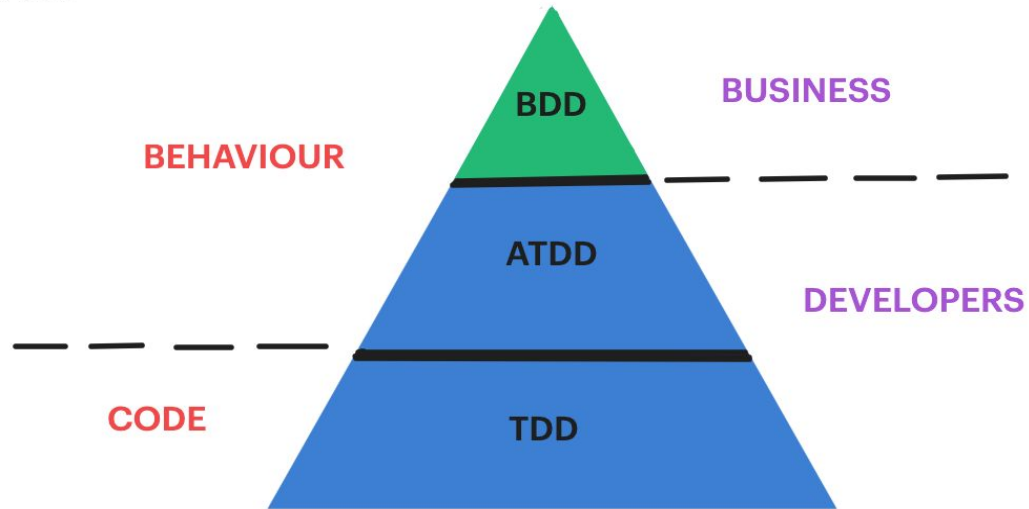 BDD
BUSINESS
BEHAVIOUR
ATDD
DEVELOPERS
CODE
TDD